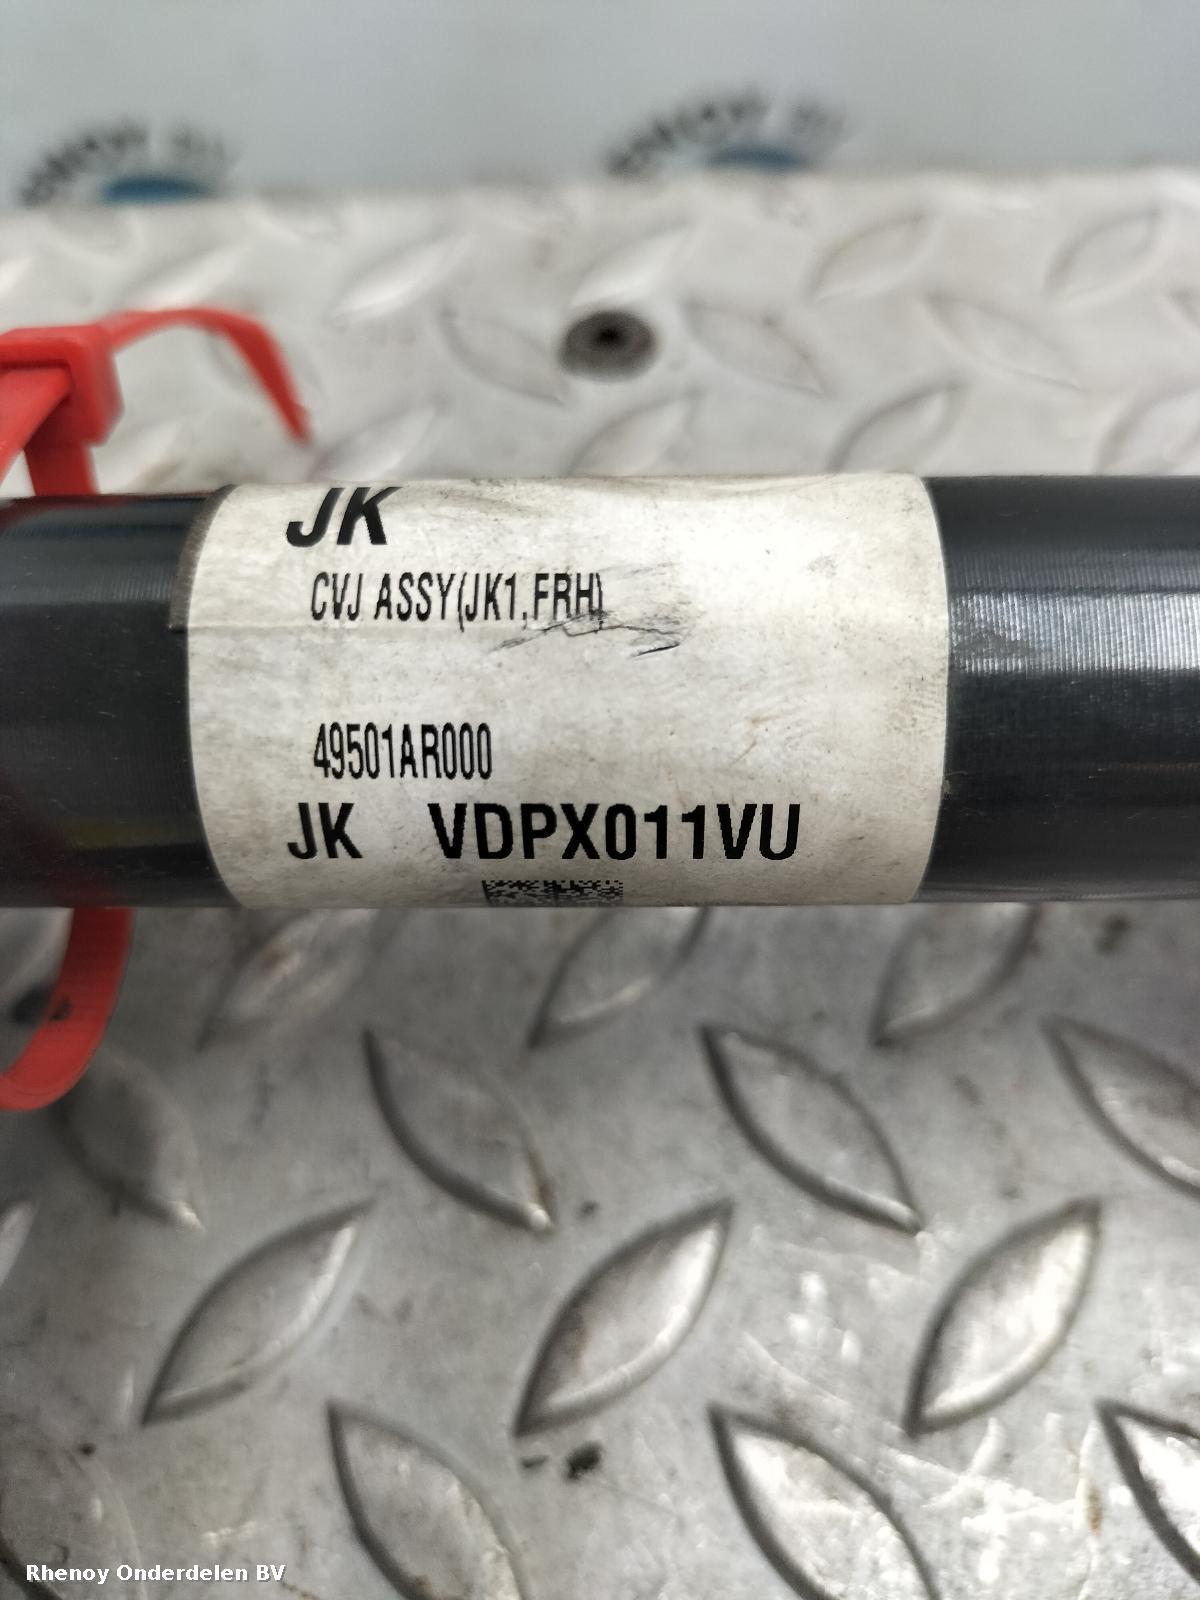 JK
CVJ ASSY(JK1,FRH)
49501AR000
JK VDPX011VU
Rhenoy Onderdelen BV